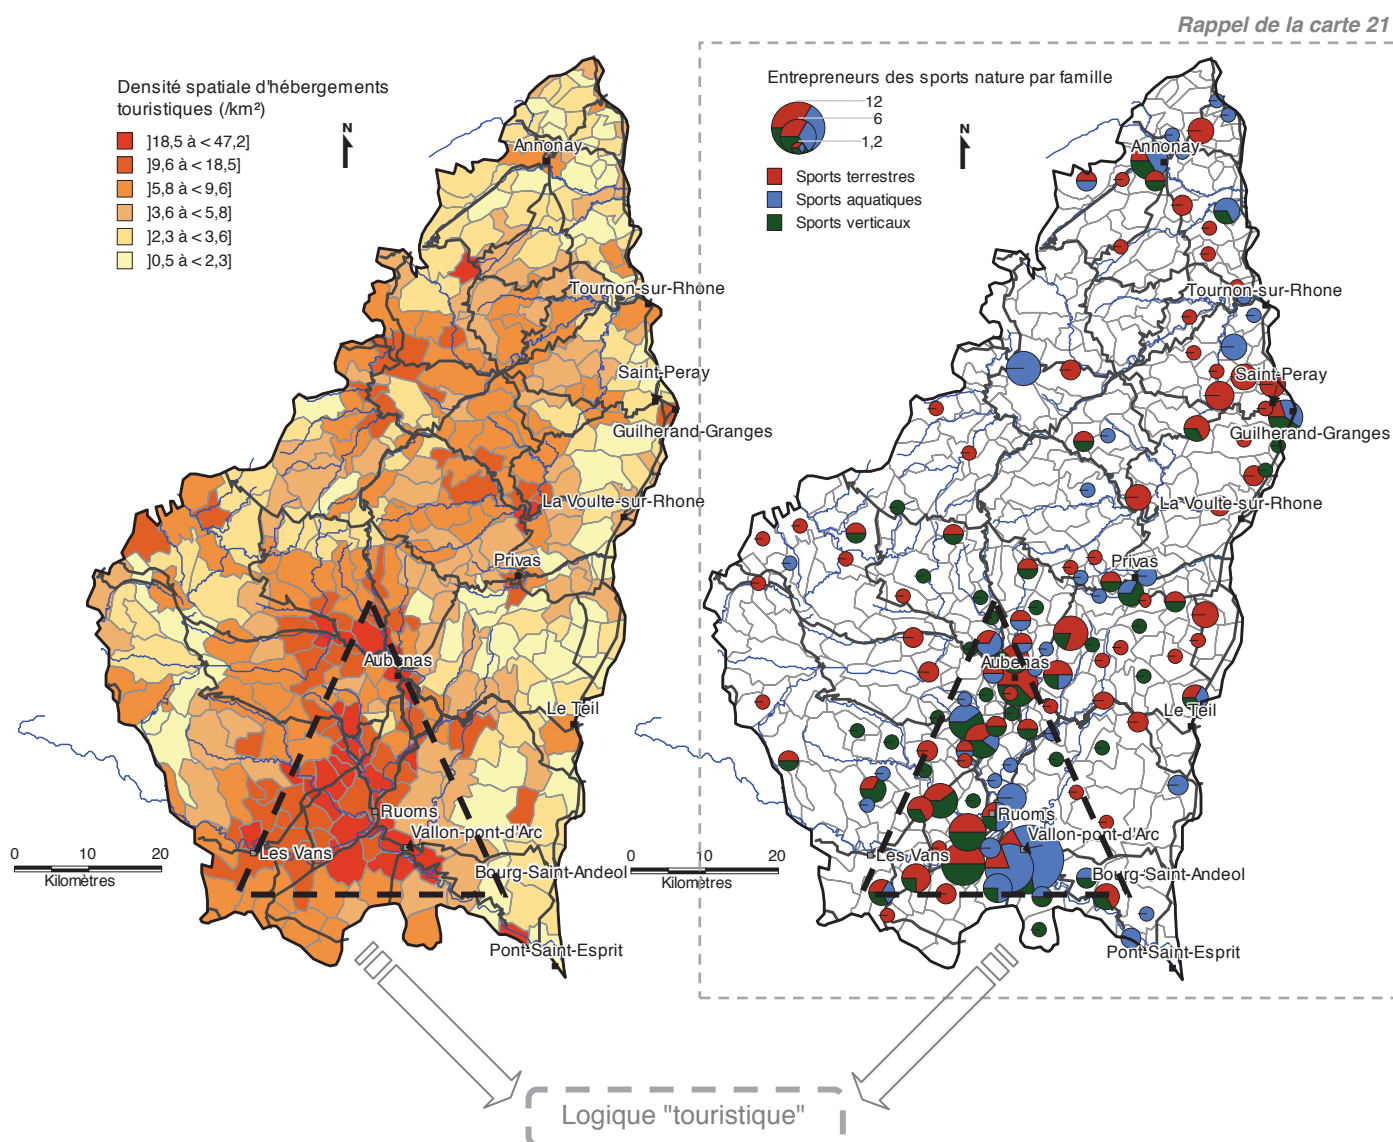 Rappel de la carte 21
Densité spatiale d'hébergements
touristiques (/km²)
]18,5 à < 47,2]
]9,6 à < 18,5]
]5,8 à < 9,6]
]3,6 à < 5,8]
]2,3 à < 3,6]
]0,5 à < 2,3]
N
Annonay
Tournon-sur-Rhone
Saint-Peray
Guilherand-Granges
La Voulte-sur-Rhone
Privas
Aubenas
Le Teil
Ruoms
Vallon-pont-d'Arc
Les Vans
Bourg-Saint-Andeol
Pont-Saint-Esprit
0 10 20
Kilomètres
Entrepreneurs des sports nature par famille
12
6
1,2
Sports terrestres
Sports aquatiques
Sports verticaux
N
Annonay
Tournon-sur-Rhone
Saint-Peray
Guilherand-Granges
La Voulte-sur-Rhone
Privas
Aubenas
Le Teil
Ruoms
Vallon-pont-d'Arc
Les Vans
Bourg-Saint-Andeol
Pont-Saint-Esprit
0 10 20
Kilomètres
Logique "touristique"